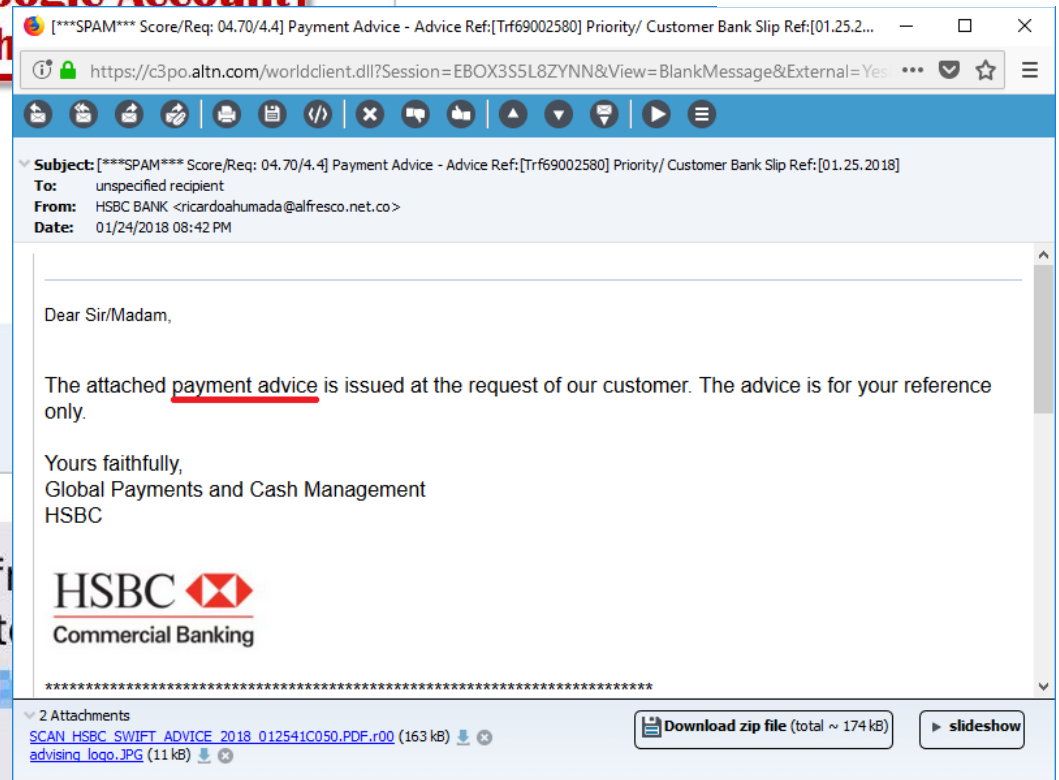 ogle Account?
h
[***SPAM*** Score/Req: 04.70/4.4] Payment Advice - Advice Ref:[Trf69002580] Priority/ Customer Bank Slip Ref:[01.25.2...
https://c3po.altn.com/worldclient.dll?Session=EBOX3S5L8ZYNN&View=BlankMessage&External=Yes
Subject: [***SPAM*** Score/Req: 04.70/4.4] Payment Advice - Advice Ref:[Trf69002580] Priority/ Customer Bank Slip Ref:[01.25.2018]
To: unspecified recipient
From: HSBC BANK <ricardoahumada@alfresco.net.co>
Date: 01/24/2018 08:42 PM
Dear Sir/Madam,
The attached payment advice is issued at the request of our customer. The advice is for your reference
only.
Yours faithfully,
Global Payments and Cash Management
HSBC
HSBC
Commercial Banking
***************************************************************************
2 Attachments
SCAN_HSBC_SWIFT_ADVICE_2018_012541C050.PDF.r00 (163 kB)
advising_logo.JPG (11 kB)
Download zip file (total ~ 174 kB)
slideshow